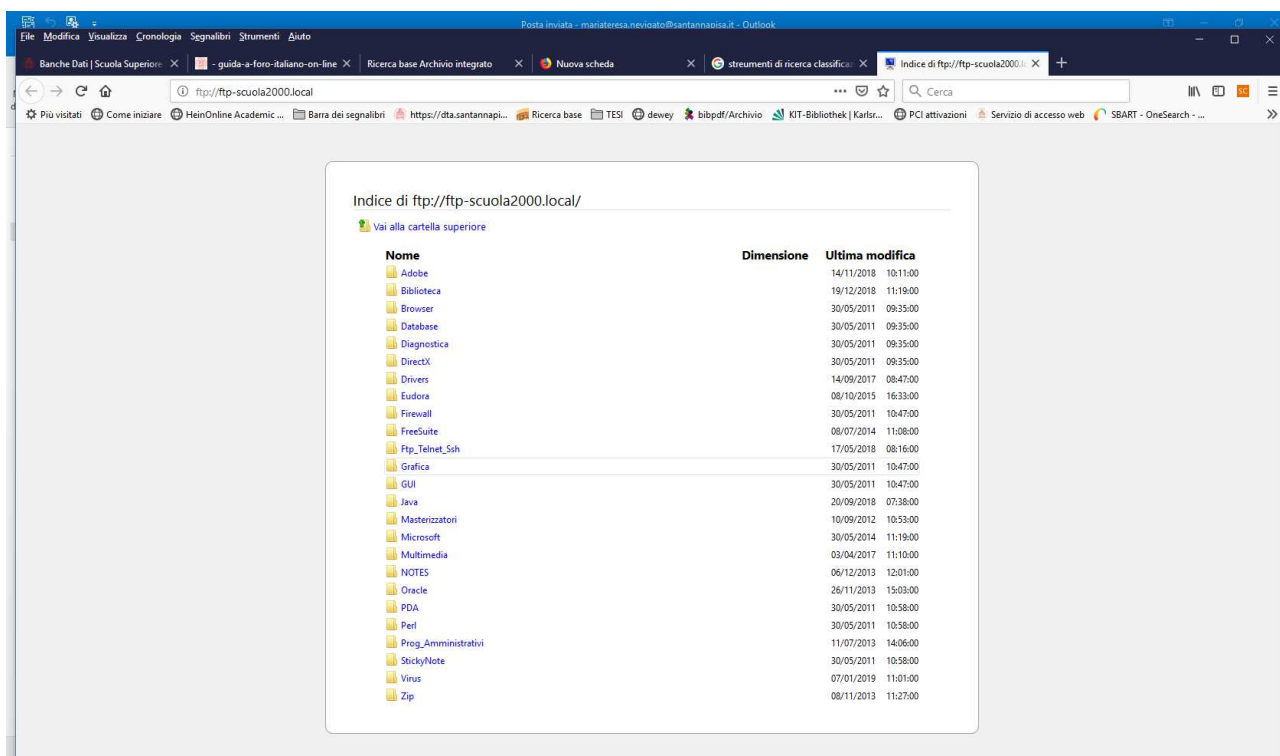 Posta inviata - mariateresa.nevigato@santannapisa.it - Outlook
File Modifica Visualizza Cronologia Segnalibri Strumenti Aiuto
Banche Dati | Scuola Superiore - guida-a-foro-italiano-on-line Ricerca base Archivio integrato Nuova scheda streumenti di ricerca classifica Indice di ftp://ftp-scuola2000.l
ftp://ftp-scuola2000.local Cerca
Più visitati Come iniziare HeinOnline Academic ... Barra dei segnalibri https://dta.santannapi... Ricerca base TESI dewey bibpdf/Archivio KIT-Bibliothek | Karlsr... PCI attivazioni Servizio di accesso web SBART - OneSearch - ...
Indice di ftp://ftp-scuola2000.local/
Vai alla cartella superiore
Nome Dimensione Ultima modifica
Adobe 14/11/2018 10:11:00
Biblioteca 19/12/2018 11:19:00
Browser 30/05/2011 09:35:00
Database 30/05/2011 09:35:00
Diagnostica 30/05/2011 09:35:00
DirectX 30/05/2011 09:35:00
Drivers 14/09/2017 08:47:00
Eudora 08/10/2015 16:33:00
Firewall 30/05/2011 10:47:00
FreeSuite 08/07/2014 11:08:00
Ftp_Telnet_Ssh 17/05/2018 08:16:00
Grafica 30/05/2011 10:47:00
GUI 30/05/2011 10:47:00
Java 20/09/2018 07:38:00
Masterizzatori 10/09/2012 10:53:00
Microsoft 30/05/2014 11:19:00
Multimedia 03/04/2017 11:10:00
NOTES 06/12/2013 12:01:00
Oracle 26/11/2013 15:03:00
PDA 30/05/2011 10:58:00
Perl 30/05/2011 10:58:00
Prog_Amministrativi 11/07/2013 14:06:00
StickyNote 30/05/2011 10:58:00
Virus 07/01/2019 11:01:00
Zip 08/11/2013 11:27:00